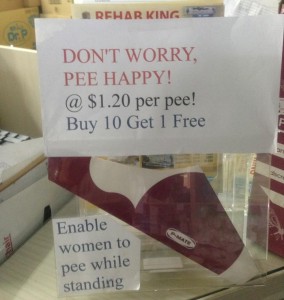 REHAB KING
DON'T WORRY,
PEE HAPPY!
@ $1.20 per pee!
Buy 10 Get 1 Free
P-MATE
Enable
women to
pee while
standing